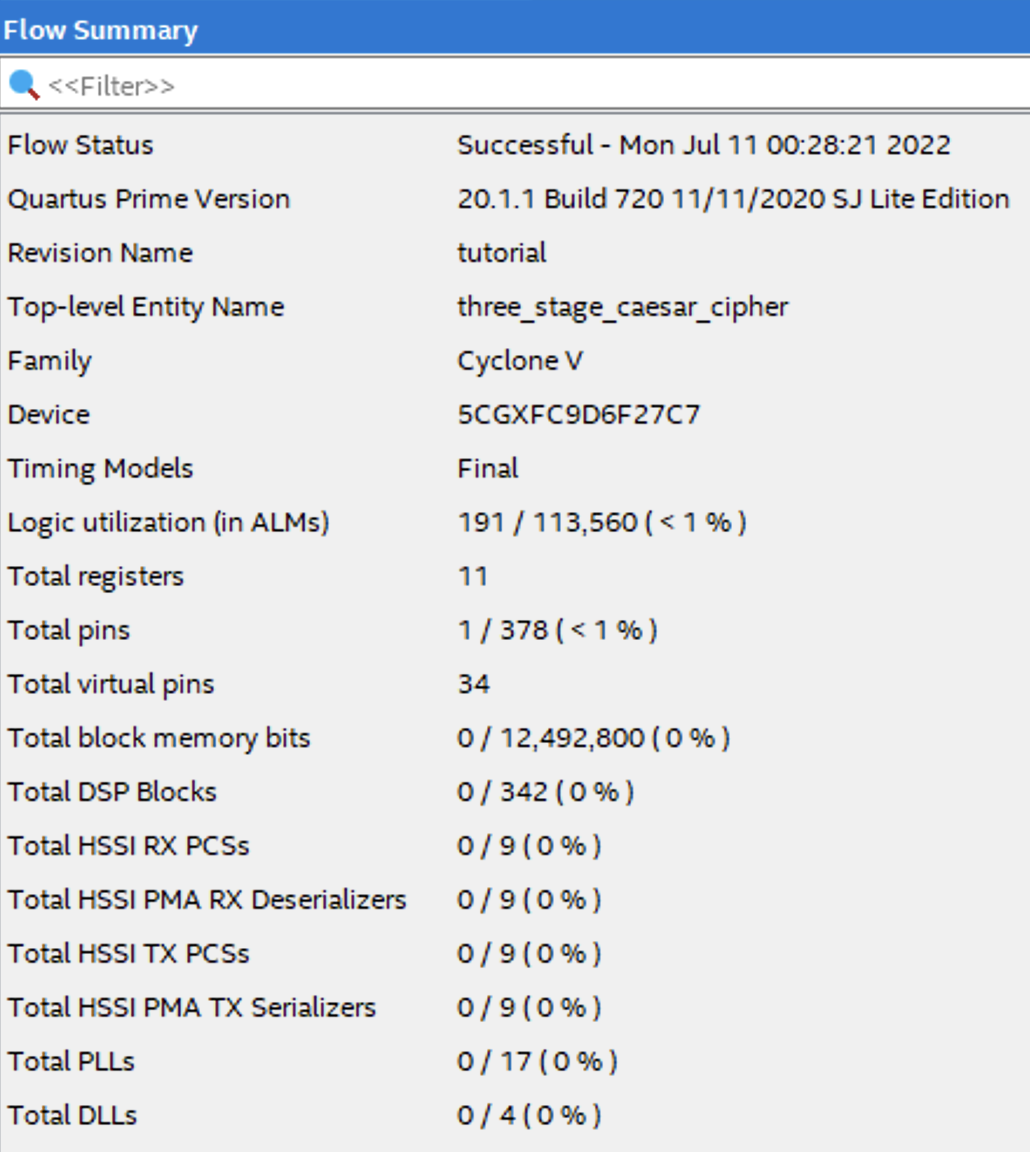 Flow Summary
<<Filter>>
Flow Status Successful - Mon Jul 11 00:28:21 2022
Quartus Prime Version 20.1.1 Build 720 11/11/2020 SJ Lite Edition
Revision Name tutorial
Top-level Entity Name three_stage_caesar_cipher
Family Cyclone V
Device 5CGXFC9D6F27C7
Timing Models Final
Logic utilization (in ALMs) 191 / 113,560 ( < 1 % )
Total registers 11
Total pins 1 / 378 ( < 1 % )
Total virtual pins 34
Total block memory bits 0 / 12,492,800 ( 0 % )
Total DSP Blocks 0 / 342 ( 0 % )
Total HSSI RX PCSs 0 / 9 ( 0 % )
Total HSSI PMA RX Deserializers 0 / 9 ( 0 % )
Total HSSI TX PCSs 0 / 9 ( 0 % )
Total HSSI PMA TX Serializers 0 / 9 ( 0 % )
Total PLLs 0 / 17 ( 0 % )
Total DLLs 0 / 4 ( 0 % )